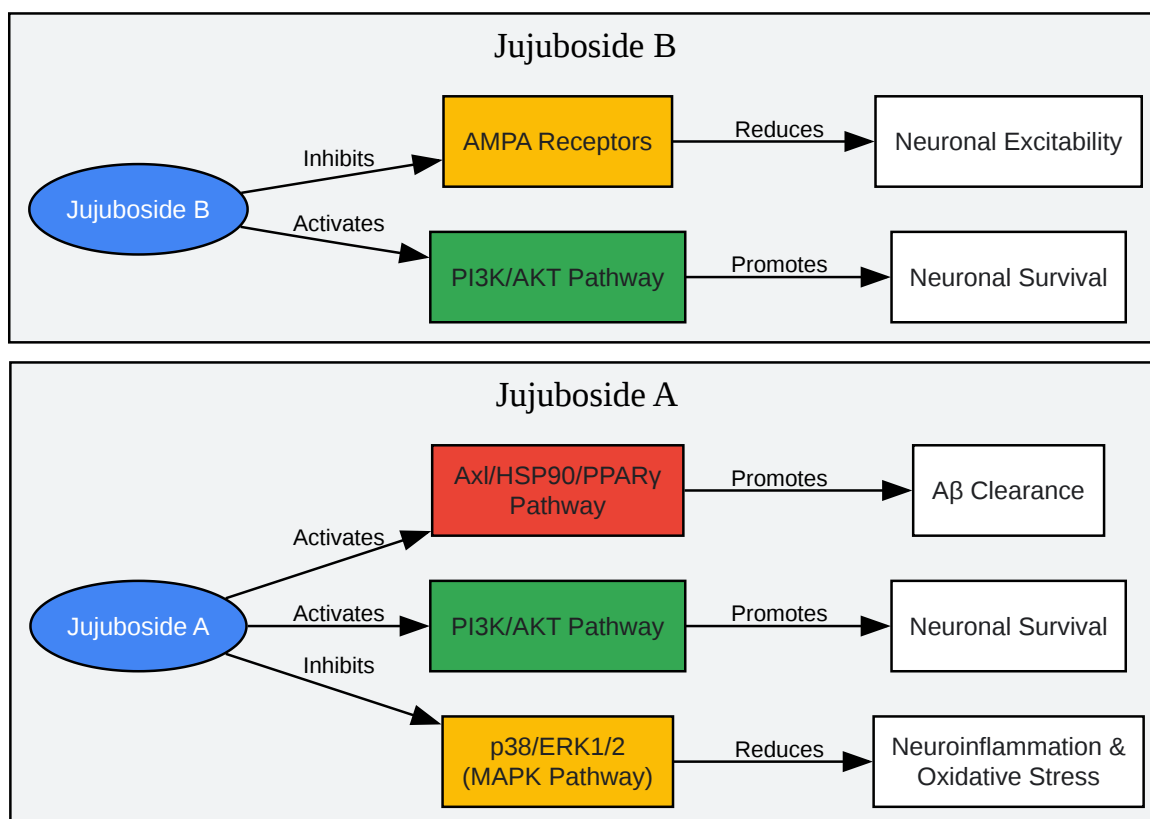 Jujuboside B
Jujuboside B
Inhibits
AMPA Receptors
Reduces
Neuronal Excitability
Activates
PI3K/AKT Pathway
Promotes
Neuronal Survival
Jujuboside A
Jujuboside A
Activates
Axl/HSP90/PPARγ
Pathway
Promotes
Aβ Clearance
Activates
PI3K/AKT Pathway
Promotes
Neuronal Survival
Inhibits
p38/ERK1/2
(MAPK Pathway)
Reduces
Neuroinflammation &
Oxidative Stress